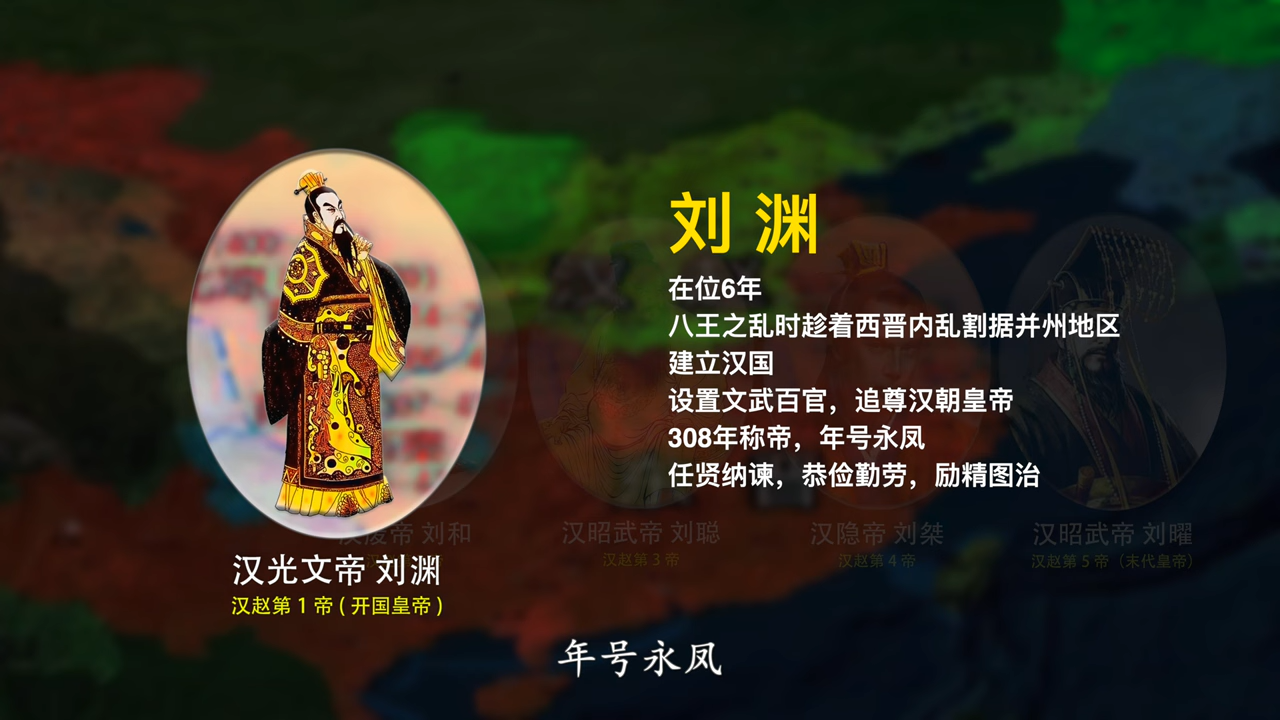 刘渊
在位6年
八王之乱时趁着西晋内乱割据并州地区
建立汉国
设置文武百官，追尊汉朝皇帝
308年称帝，年号永凤
任贤纳谏，恭俭勤劳，励精图治
汉光文帝 刘渊
汉赵第 1 帝 ( 开国皇帝 )
帝 刘和
汉昭武帝 刘聪
汉赵第 3 帝
汉隐帝 刘桀
汉赵第 4 帝
汉昭武帝 刘曜
汉赵第 5 帝（末代皇帝）
年号永凤